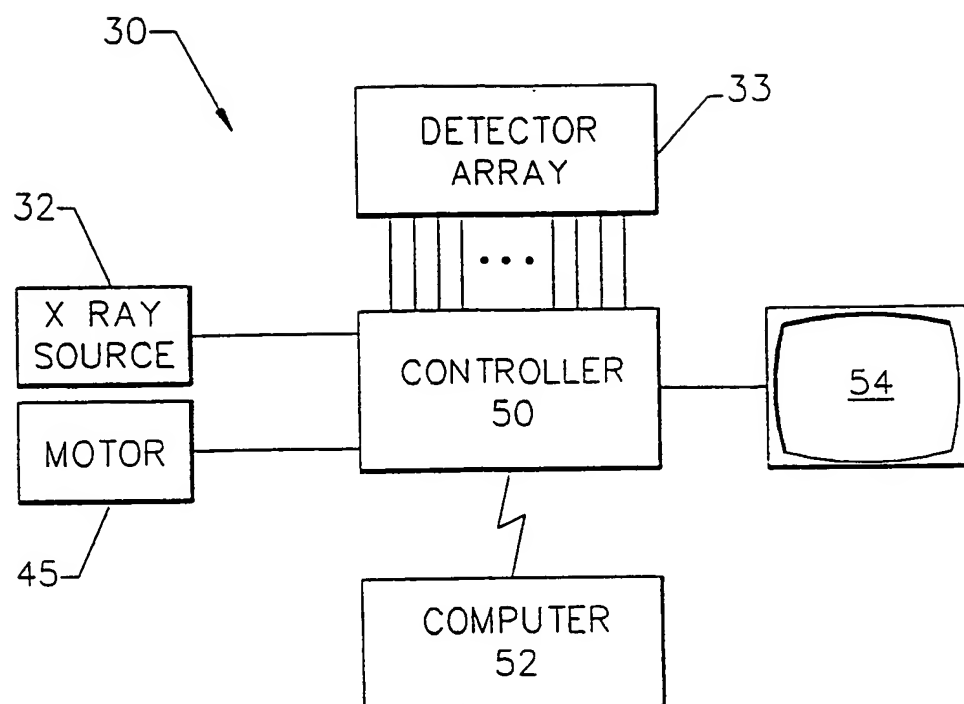 30
DETECTOR
ARRAY
33
32
X RAY
SOURCE
MOTOR
45
CONTROLLER
50
54
COMPUTER
52